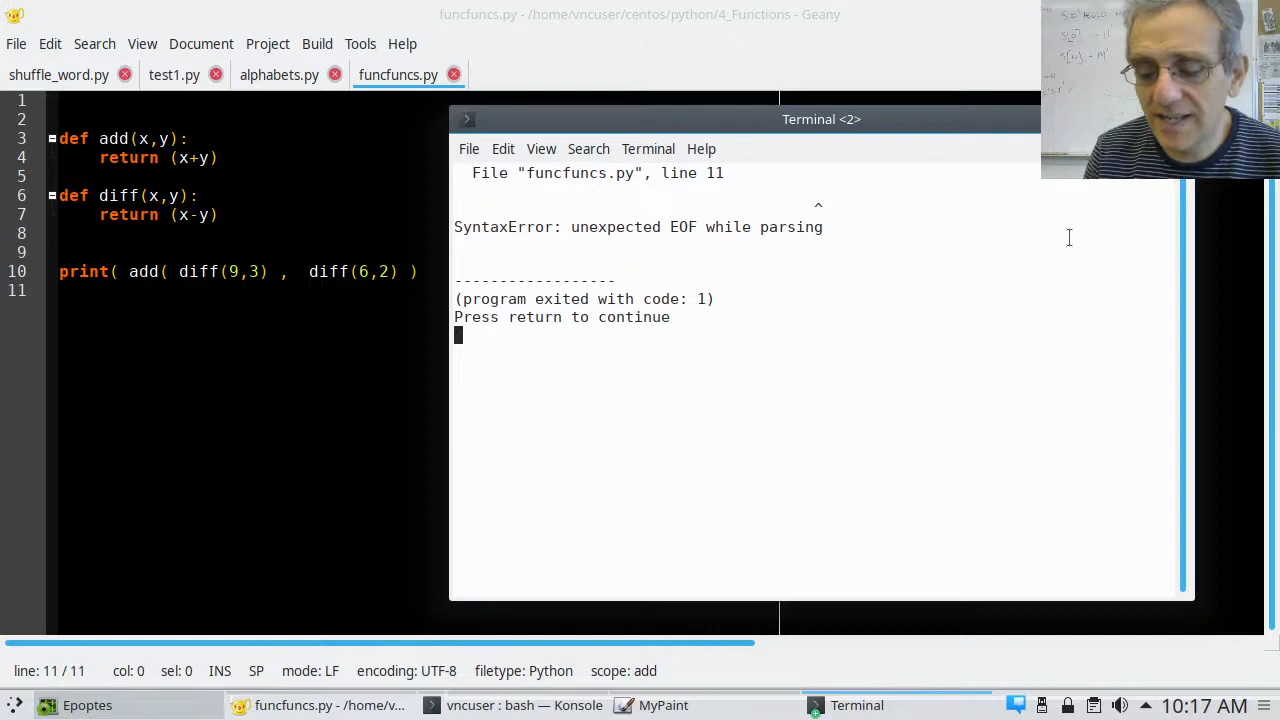 funcfuncs.py - /home/vncuser/centos/python/4_Functions - Geany
File Edit Search View Document Project Build Tools Help
shuffle_word.py test1.py alphabets.py funcfuncs.py
1
2
3 def add(x,y):
4 return (x+y)
5
6 def diff(x,y):
7 return (x-y)
8
9
10 print( add( diff(9,3) , diff(6,2) )
11
Terminal <2>
File Edit View Search Terminal Help
File "funcfuncs.py", line 11
^
SyntaxError: unexpected EOF while parsing
------------------
(program exited with code: 1)
Press return to continue
line: 11 / 11 col: 0 sel: 0 INS SP mode: LF encoding: UTF-8 filetype: Python scope: add
Epoptes funcfuncs.py - /home/v... vncuser : bash — Konsole MyPaint Terminal 10:17 AM